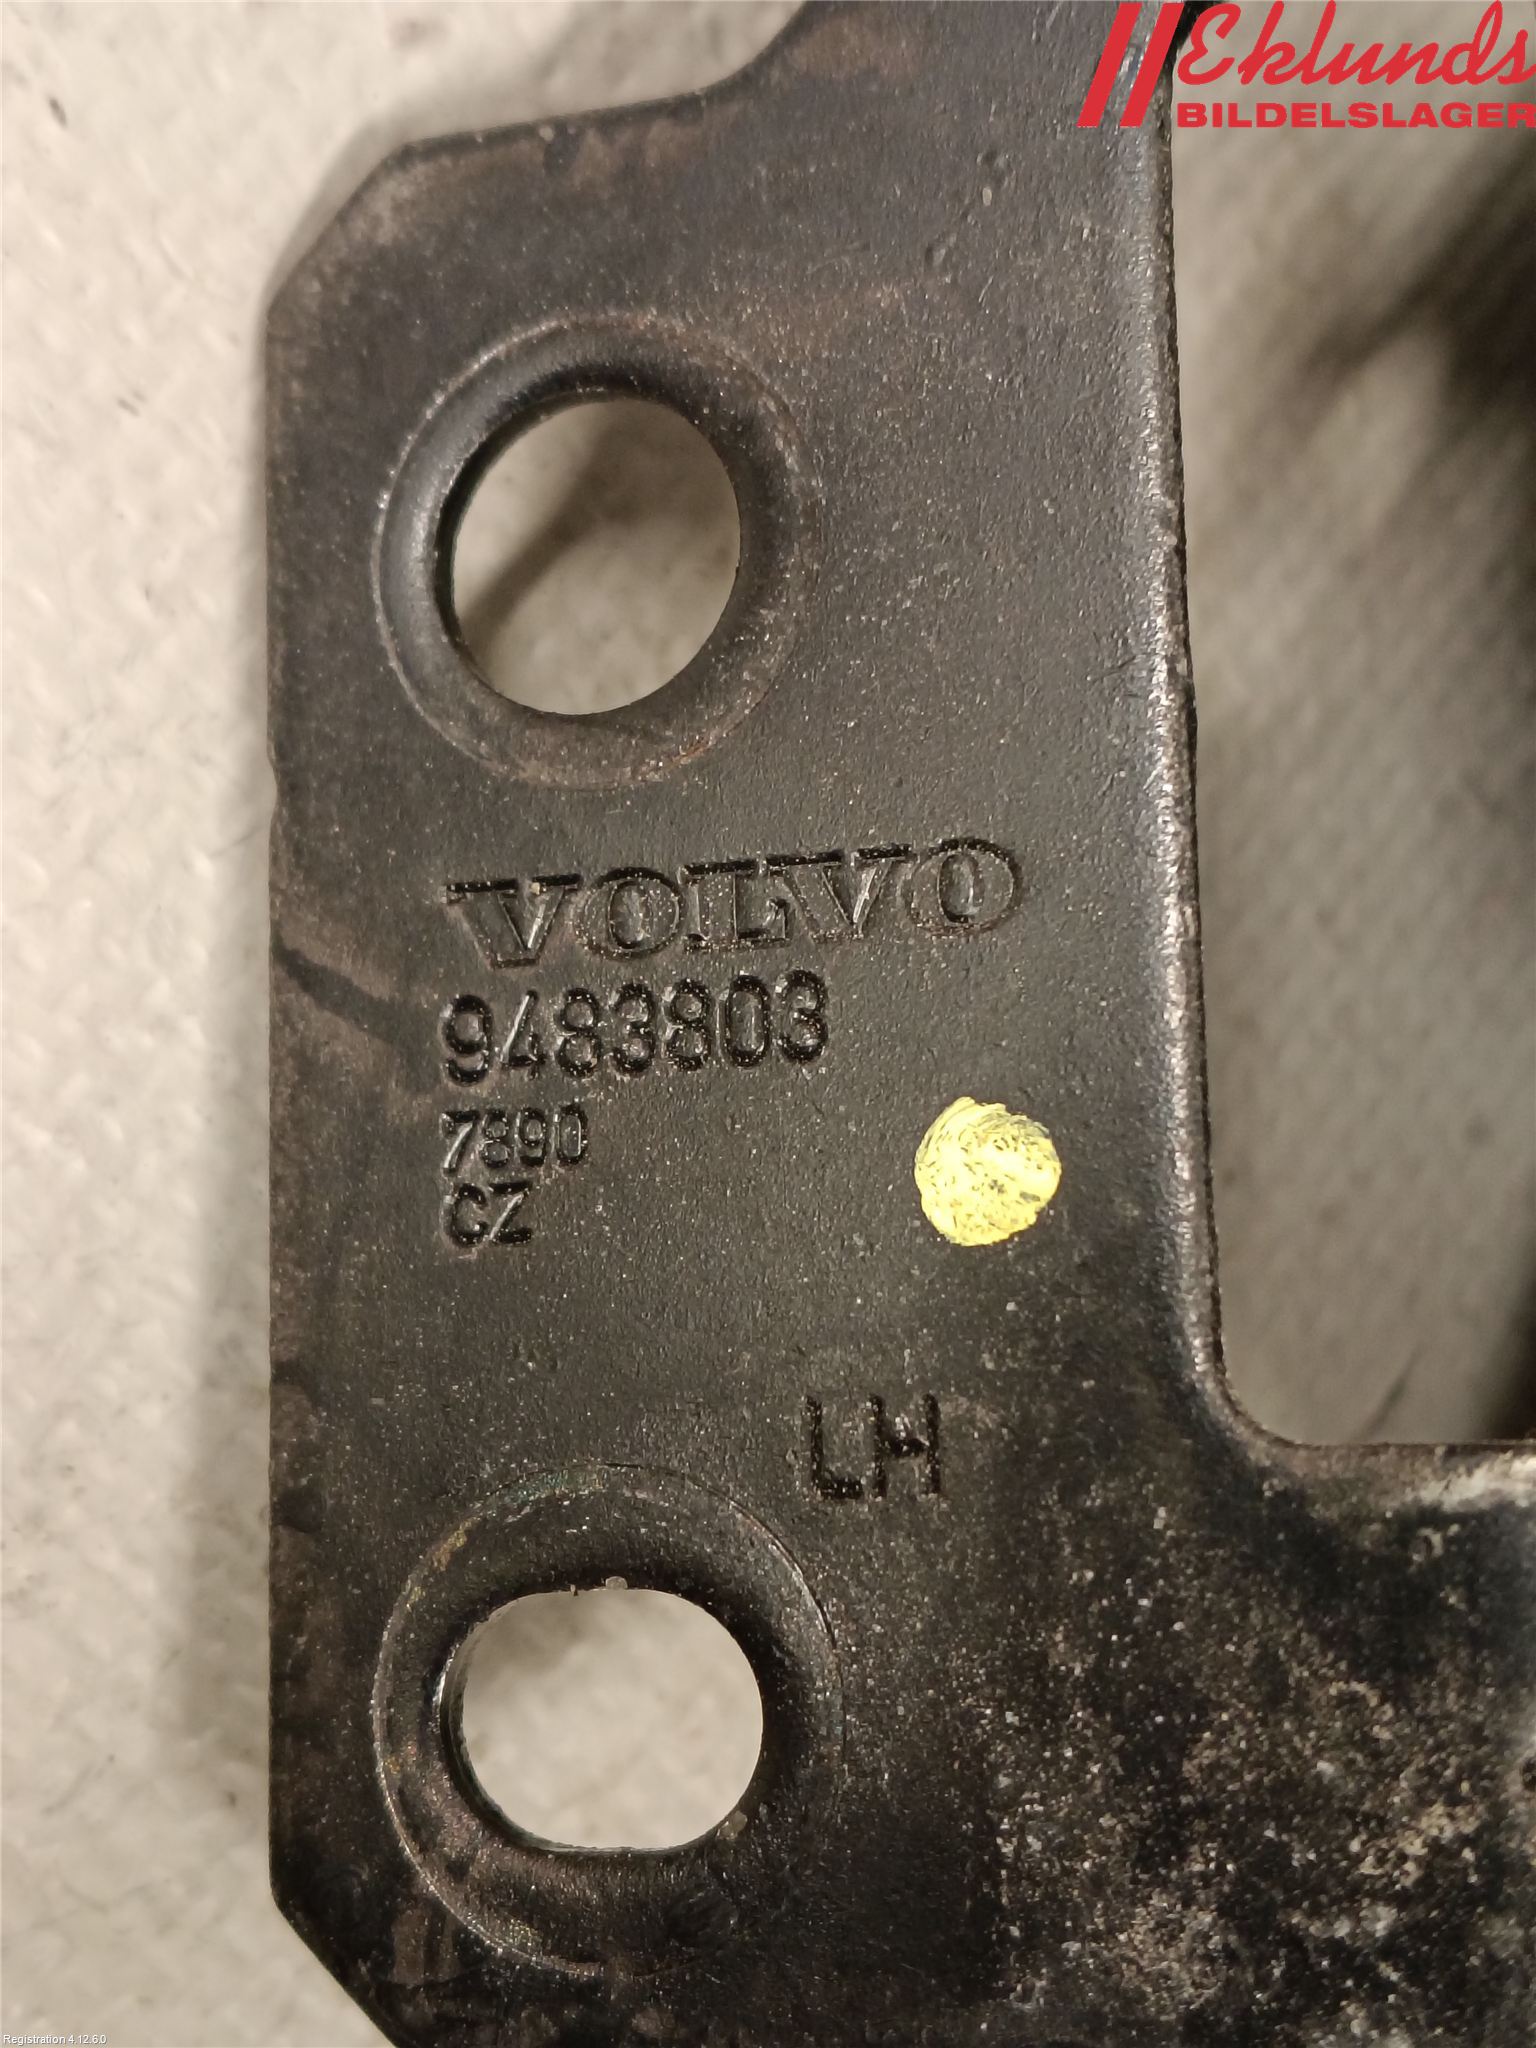 Eklunds
BILDELSLAGER
VOLVO
9483803
7890
CZ
LH
Registration 4.12.6.0